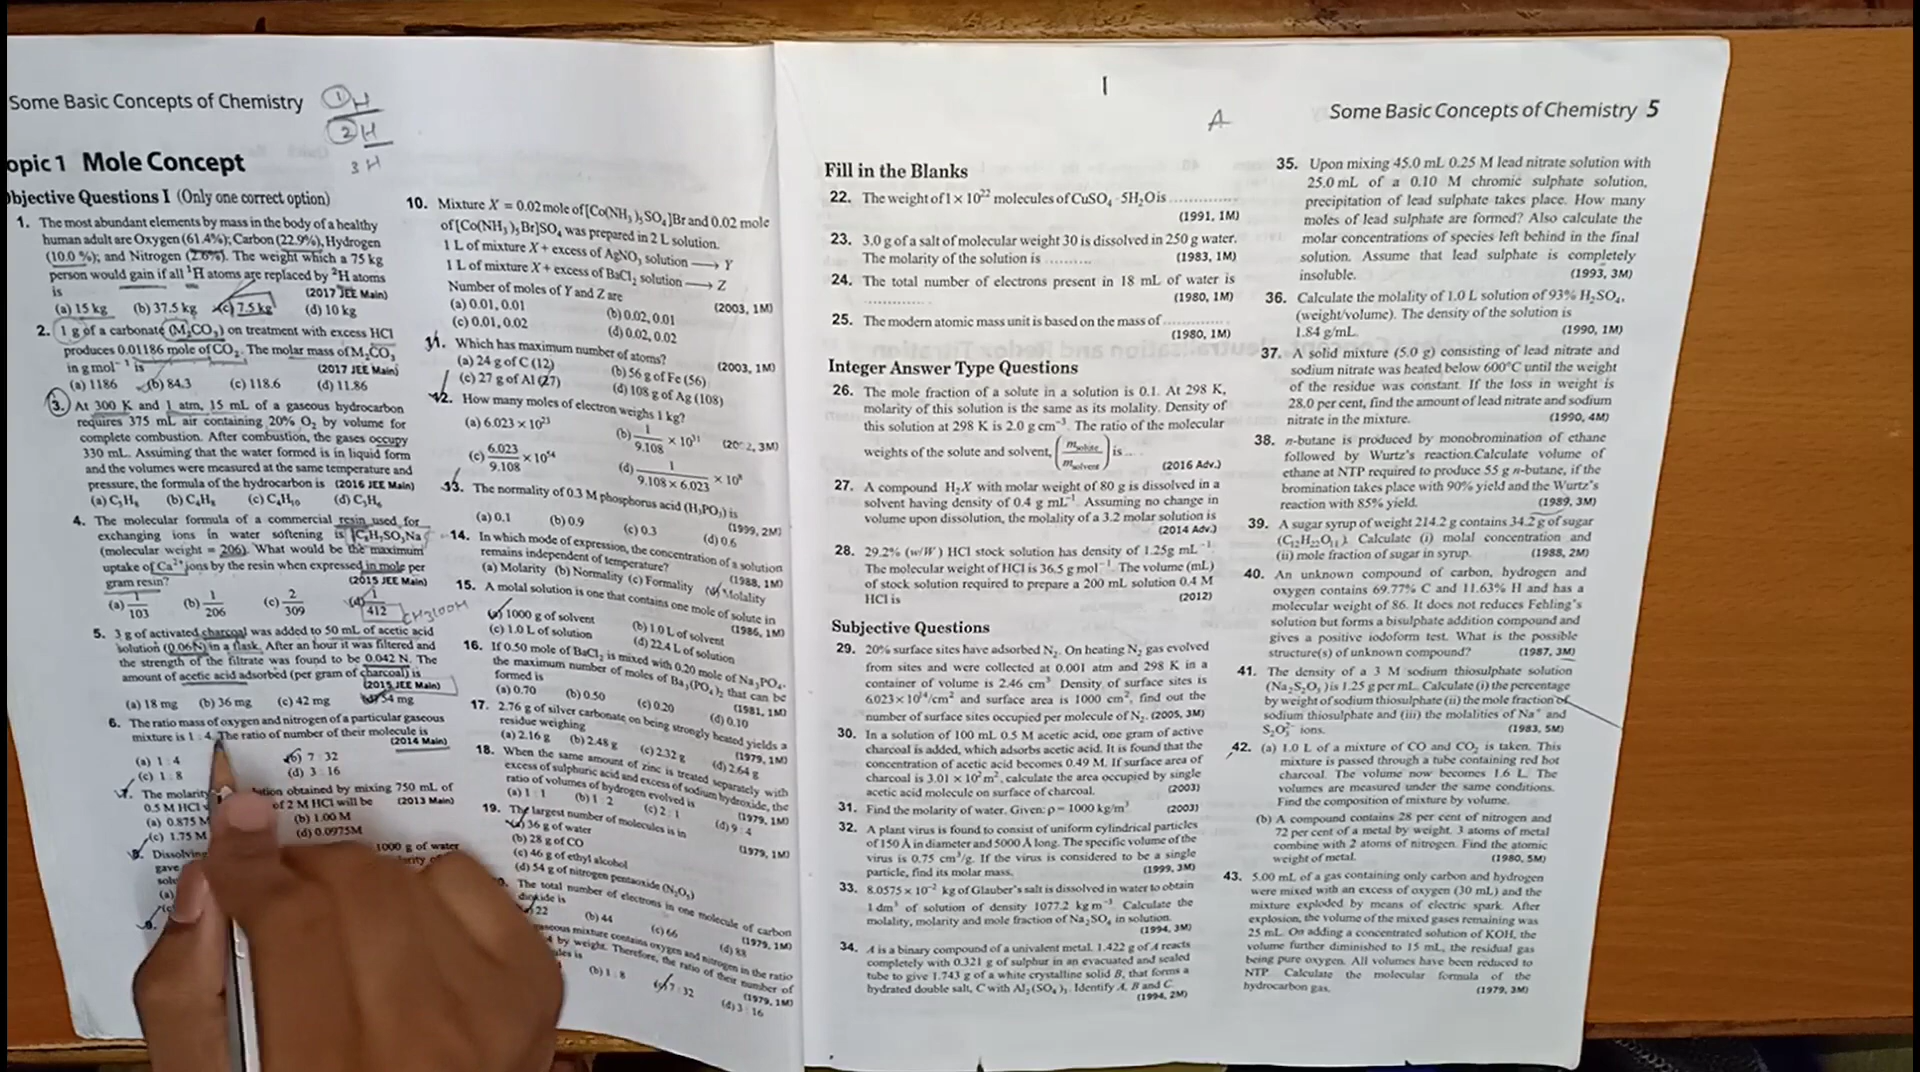 Some Basic Concepts of Chemistry
1 H
2 H
3 H
opic 1 Mole Concept
bjective Questions I (Only one correct option)
1. The most abundant elements by mass in the body of a healthy
human adult are Oxygen (61.4%); Carbon (22.9%), Hydrogen
(10.0 %); and Nitrogen (2.6%). The weight which a 75 kg
person would gain if all ¹H atoms are replaced by ²H atoms
is (2017 JEE Main)
(a) 15 kg (b) 37.5 kg (c) 7.5 kg (d) 10 kg
2. 1 g of a carbonate (M₂CO₃) on treatment with excess HCl
produces 0.01186 mole of CO₂. The molar mass of M₂CO₃
in g mol⁻¹ is (2017 JEE Main)
(a) 1186 (b) 84.3 (c) 118.6 (d) 11.86
3. At 300 K and 1 atm, 15 mL of a gaseous hydrocarbon
requires 375 mL air containing 20% O₂ by volume for
complete combustion. After combustion, the gases occupy
330 mL. Assuming that the water formed is in liquid form
and the volumes were measured at the same temperature and
pressure, the formula of the hydrocarbon is (2016 JEE Main)
(a) C₃H₈ (b) C₄H₈ (c) C₄H₁₀ (d) C₃H₆
4. The molecular formula of a commercial resin used for
exchanging ions in water softening is C₈H₇SO₃Na
(molecular weight = 206). What would be the maximum
uptake of Ca²⁺ ions by the resin when expressed in mole per
gram resin? (2015 JEE Main)
(a) 1/103 (b) 1/206 (c) 2/309 (d) 1/412
CH3COOH
5. 3 g of activated charcoal was added to 50 mL of acetic acid
solution (0.06N) in a flask. After an hour it was filtered and
the strength of the filtrate was found to be 0.042 N. The
amount of acetic acid adsorbed (per gram of charcoal) is
(2015 JEE Main)
(a) 18 mg (b) 36 mg (c) 42 mg (d) 54 mg
6. The ratio mass of oxygen and nitrogen of a particular gaseous
mixture is 1 : 4. The ratio of number of their molecule is
(2014 Main)
(a) 1 : 4 (b) 7 : 32
(c) 1 : 8 (d) 3 : 16
7. The molarity obtained by mixing 750 mL of
0.5 M HCl of 2 M HCl will be (2013 Main)
(a) 0.875 M (b) 1.00 M
(c) 1.75 M (d) 0.0975M
8. Dissolving 1000 g of water
gave
(a)
9.
10. Mixture X = 0.02 mole of [Co(NH₃)₅SO₄]Br and 0.02 mole
of [Co(NH₃)₅Br]SO₄ was prepared in 2 L solution.
1 L of mixture X + excess of AgNO₃ solution ⟶ Y
1 L of mixture X + excess of BaCl₂ solution ⟶ Z
Number of moles of Y and Z are (2003, 1M)
(a) 0.01, 0.01 (b) 0.02, 0.01
(c) 0.01, 0.02 (d) 0.02, 0.02
11. Which has maximum number of atoms? (2003, 1M)
(a) 24 g of C (12) (b) 56 g of Fe (56)
(c) 27 g of Al (27) (d) 108 g of Ag (108)
12. How many moles of electron weighs 1 kg?
(a) 6.023 × 10²³ (b) 1/9.108 × 10³¹ 3M)
(c) 6.023/9.108 × 10⁵⁴ (d) 1/(9.108 × 6.023) × 10⁸
13. The normality of 0.3 M phosphorus acid (H₃PO₃) is
(1999, 2M)
(a) 0.1 (b) 0.9 (c) 0.3 (d) 0.6
14. In which mode of expression, the concentration of a solution
remains independent of temperature? (1988, 1M)
(a) Molarity (b) Normality (c) Formality (d) Molality
15. A molal solution is one that contains one mole of solute in
(1986, 1M)
(a) 1000 g of solvent (b) 1.0 L of solvent
(c) 1.0 L of solution (d) 22.4 L of solution
16. If 0.50 mole of BaCl₂ is mixed with 0.20 mole of Na₃PO₄,
the maximum number of moles of Ba₃(PO₄)₂ that can be
formed is (1981, 1M)
(a) 0.70 (b) 0.50 (c) 0.20 (d) 0.10
17. 2.76 g of silver carbonate on being strongly heated yields a
residue weighing (1979, 1M)
(a) 2.16 g (b) 2.48 g (c) 2.32 g (d) 2.64 g
18. When the same amount of zinc is treated separately with
excess of sulphuric acid and excess of sodium hydroxide, the
ratio of volumes of hydrogen evolved is (1979, 1M)
(a) 1 : 1 (b) 1 : 2 (c) 2 : 1 (d) 9 : 4
19. The largest number of molecules is in (1979, 1M)
(a) 36 g of water
(b) 28 g of CO
(c) 46 g of ethyl alcohol
(d) 54 g of nitrogen pentaoxide (N₂O₅)
The total number of electrons in one molecule of carbon
dioxide is (1979, 1M)
22 (b) 44 (c) 66 (d) 88
gaseous mixture contains oxygen and nitrogen in the ratio
by weight. Therefore, the ratio of their number of
(1979, 1M)
(b) 1 : 8 (c) 7 : 32 (d) 3 : 16
1
A
Some Basic Concepts of Chemistry 5
Fill in the Blanks
22. The weight of 1 × 10²² molecules of CuSO₄ · 5H₂O is .............
(1991, 1M)
23. 3.0 g of a salt of molecular weight 30 is dissolved in 250 g water.
The molarity of the solution is .......... (1983, 1M)
24. The total number of electrons present in 18 mL of water is
............. (1980, 1M)
25. The modern atomic mass unit is based on the mass of .............
(1980, 1M)
Integer Answer Type Questions
26. The mole fraction of a solute in a solution is 0.1. At 298 K,
molarity of this solution is the same as its molality. Density of
this solution at 298 K is 2.0 g cm⁻³. The ratio of the molecular
weights of the solute and solvent, (m solute / m solvent) is ...
(2016 Adv.)
27. A compound H₂X with molar weight of 80 g is dissolved in a
solvent having density of 0.4 g mL⁻¹. Assuming no change in
volume upon dissolution, the molality of a 3.2 molar solution is
(2014 Adv.)
28. 29.2% (w/W) HCl stock solution has density of 1.25g mL⁻¹.
The molecular weight of HCl is 36.5 g mol⁻¹. The volume (mL)
of stock solution required to prepare a 200 mL solution 0.4 M
HCl is (2012)
Subjective Questions
29. 20% surface sites have adsorbed N₂. On heating N₂ gas evolved
from sites and were collected at 0.001 atm and 298 K in a
container of volume is 2.46 cm³. Density of surface sites is
6.023 × 10¹⁴/cm² and surface area is 1000 cm², find out the
number of surface sites occupied per molecule of N₂. (2005, 3M)
30. In a solution of 100 mL 0.5 M acetic acid, one gram of active
charcoal is added, which adsorbs acetic acid. It is found that the
concentration of acetic acid becomes 0.49 M. If surface area of
charcoal is 3.01 × 10² m², calculate the area occupied by single
acetic acid molecule on surface of charcoal. (2003)
31. Find the molarity of water. Given: ρ = 1000 kg/m³ (2003)
32. A plant virus is found to consist of uniform cylindrical particles
of 150 Å in diameter and 5000 Å long. The specific volume of the
virus is 0.75 cm³/g. If the virus is considered to be a single
particle, find its molar mass. (1999, 3M)
33. 8.0575 × 10⁻² kg of Glauber's salt is dissolved in water to obtain
1 dm³ of solution of density 1077.2 kg m⁻³. Calculate the
molality, molarity and mole fraction of Na₂SO₄ in solution.
(1994, 3M)
34. A is a binary compound of a univalent metal. 1.422 g of A reacts
completely with 0.321 g of sulphur in an evacuated and sealed
tube to give 1.743 g of a white crystalline solid B, that forms a
hydrated double salt, C with Al₂(SO₄)₃. Identify A, B and C.
(1994, 2M)
35. Upon mixing 45.0 mL 0.25 M lead nitrate solution with
25.0 mL of a 0.10 M chromic sulphate solution,
precipitation of lead sulphate takes place. How many
moles of lead sulphate are formed? Also calculate the
molar concentrations of species left behind in the final
solution. Assume that lead sulphate is completely
insoluble. (1993, 3M)
36. Calculate the molality of 1.0 L solution of 93% H₂SO₄,
(weight/volume). The density of the solution is
1.84 g/mL. (1990, 1M)
37. A solid mixture (5.0 g) consisting of lead nitrate and
sodium nitrate was heated below 600°C until the weight
of the residue was constant. If the loss in weight is
28.0 per cent, find the amount of lead nitrate and sodium
nitrate in the mixture. (1990, 4M)
38. n-butane is produced by monobromination of ethane
followed by Wurtz's reaction.Calculate volume of
ethane at NTP required to produce 55 g n-butane, if the
bromination takes place with 90% yield and the Wurtz's
reaction with 85% yield. (1989, 3M)
39. A sugar syrup of weight 214.2 g contains 34.2 g of sugar
(C₁₂H₂₂O₁₁). Calculate (i) molal concentration and
(ii) mole fraction of sugar in syrup. (1988, 2M)
40. An unknown compound of carbon, hydrogen and
oxygen contains 69.77% C and 11.63% H and has a
molecular weight of 86. It does not reduces Fehling's
solution but forms a bisulphate addition compound and
gives a positive iodoform test. What is the possible
structure(s) of unknown compound? (1987, 3M)
41. The density of a 3 M sodium thiosulphate solution
(Na₂S₂O₃) is 1.25 g per mL. Calculate (i) the percentage
by weight of sodium thiosulphate (ii) the mole fraction of
sodium thiosulphate and (iii) the molalities of Na⁺ and
S₂O₃²⁻ ions. (1983, 5M)
42. (a) 1.0 L of a mixture of CO and CO₂ is taken. This
mixture is passed through a tube containing red hot
charcoal. The volume now becomes 1.6 L. The
volumes are measured under the same conditions.
Find the composition of mixture by volume.
(b) A compound contains 28 per cent of nitrogen and
72 per cent of a metal by weight. 3 atoms of metal
combine with 2 atoms of nitrogen. Find the atomic
weight of metal. (1980, 5M)
43. 5.00 mL of a gas containing only carbon and hydrogen
were mixed with an excess of oxygen (30 mL) and the
mixture exploded by means of electric spark. After
explosion, the volume of the mixed gases remaining was
25 mL. On adding a concentrated solution of KOH, the
volume further diminished to 15 mL, the residual gas
being pure oxygen. All volumes have been reduced to
NTP. Calculate the molecular formula of the
hydrocarbon gas. (1979, 3M)